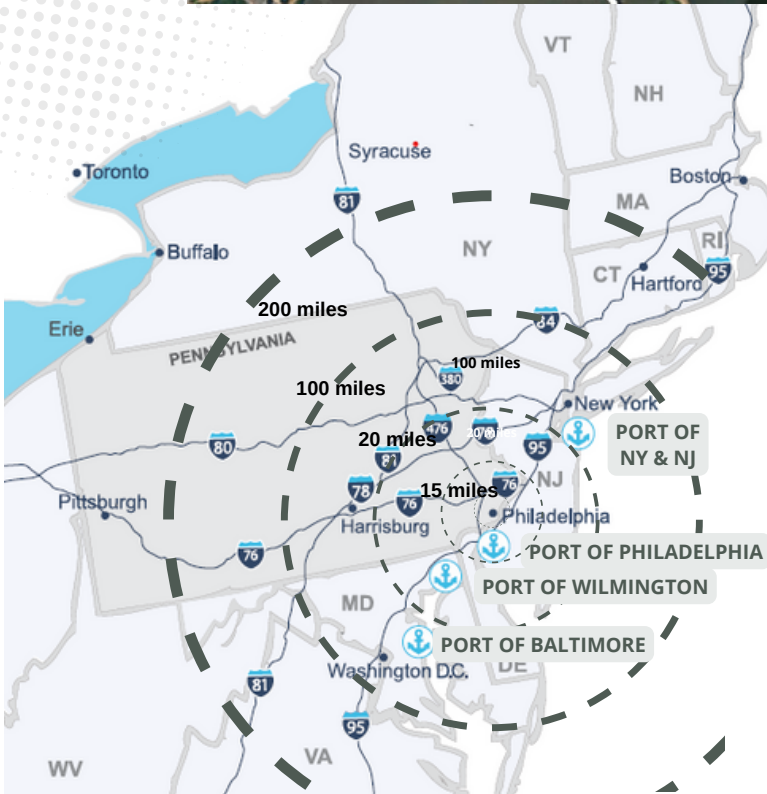 VT
NH
Syracuse
Toronto
Boston
81
MA
NY
RI
Buffalo
CT
95
Hartford
200 miles
84
Erie
PENNSYLVANIA
100 miles
380
100 miles
New York
476
PORT OF
NY & NJ
20 miles
80
95
81
NJ
78
15 miles
76
Pittsburgh
76
Harrisburg
Philadelphia
76
PORT OF PHILADELPHIA
PORT OF WILMINGTON
MD
PORT OF BALTIMORE
Washington D.C.
DE
81
95
VA
WV